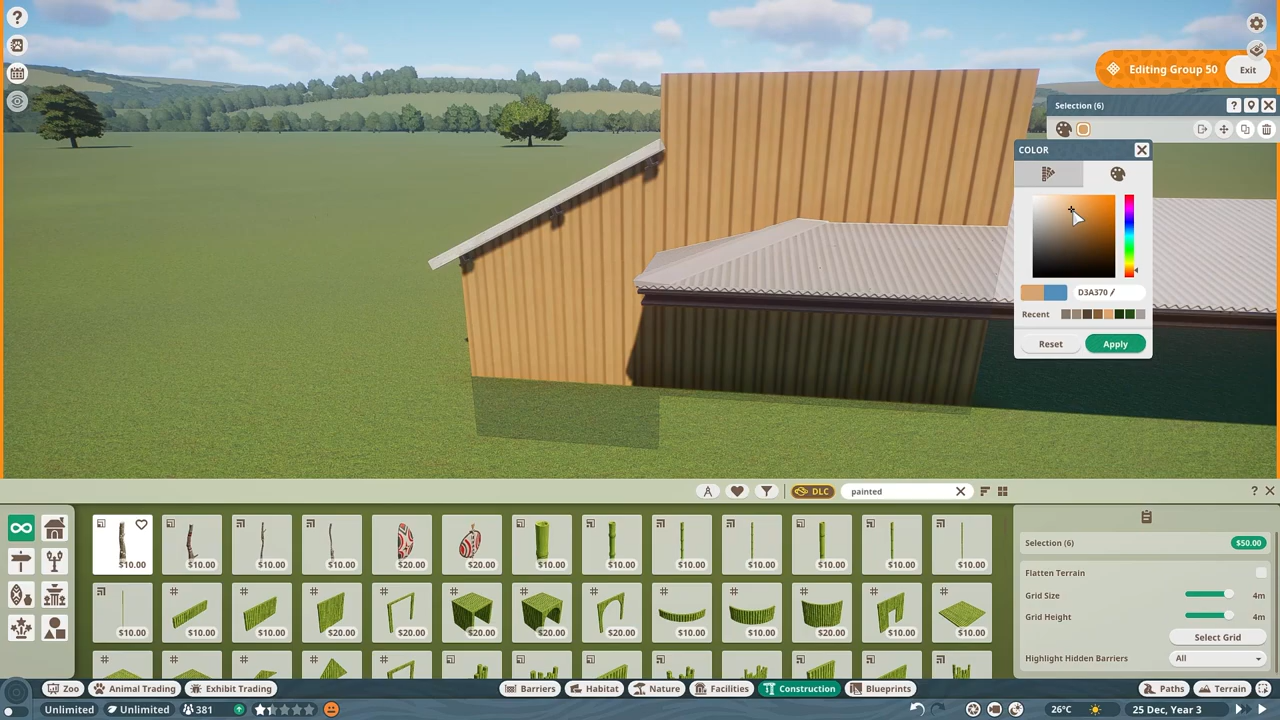 ?
Editing Group 50
Exit
Selection (6)
?
COLOR
D3A370 /
Recent
Reset
Apply
DLC
painted
?
$10.00 $10.00 $10.00 $10.00 $20.00 $20.00 $10.00 $10.00 $10.00 $10.00 $10.00 $10.00 $10.00
$10.00 $10.00 $10.00 $20.00 $20.00 $20.00 $20.00 $20.00 $10.00 $10.00 $20.00 $10.00 $10.00
Selection (6)
$50.00
Flatten Terrain
Grid Size
4m
Grid Height
4m
Select Grid
Highlight Hidden Barriers
All
Zoo
Animal Trading
Exhibit Trading
Barriers
Habitat
Nature
Facilities
Construction
Blueprints
Paths
Terrain
Unlimited
Unlimited
381
26°C
25 Dec, Year 3